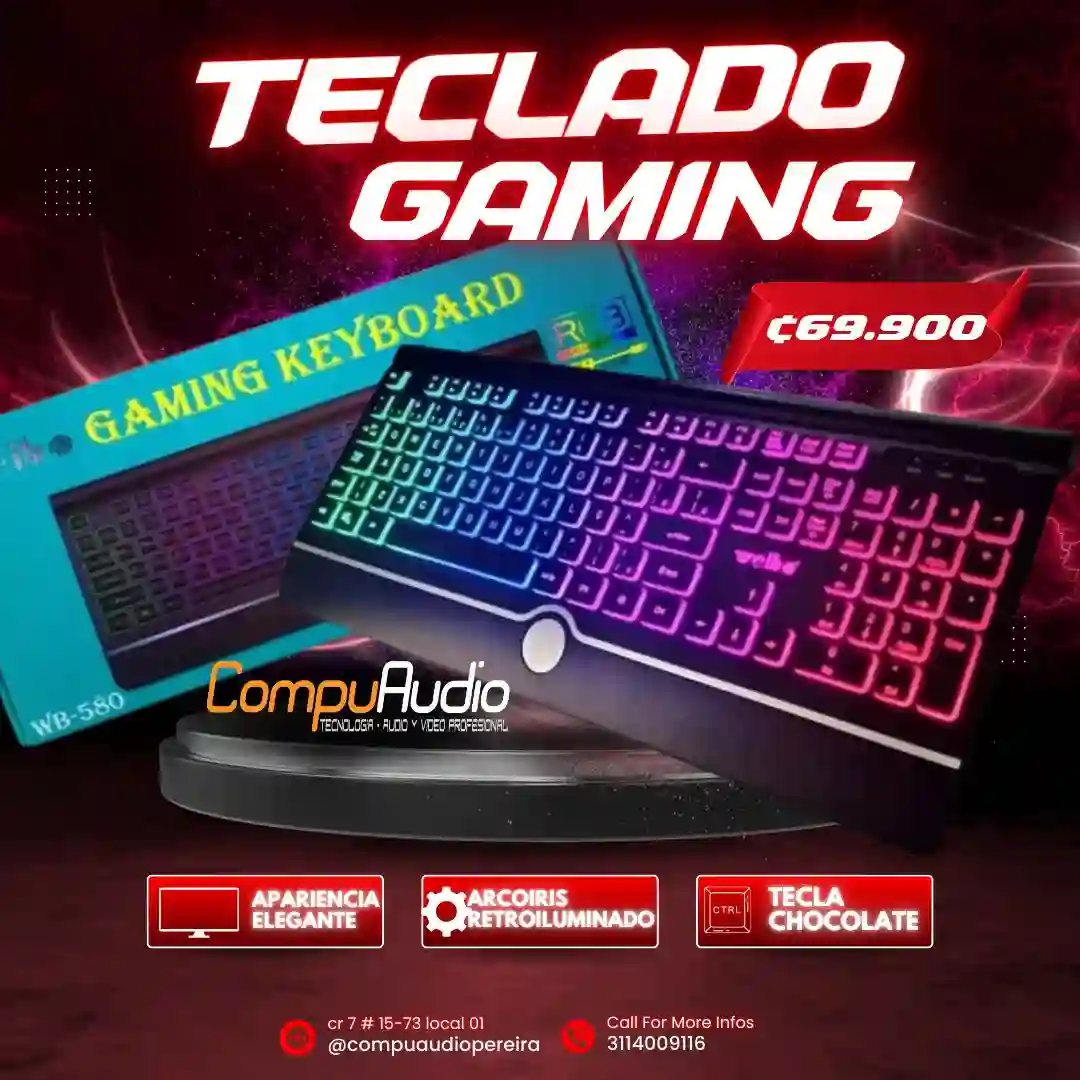 TECLADO
GAMING
¢69.900
GAMING KEYBOARD
RGB
WB-580
CompuAudio
TECNOLOGIA - AUDIO Y VIDEO PROFESIONAL
APARIENCIA
ELEGANTE
ARCOIRIS
RETROILUMINADO
CTRL
TECLA
CHOCOLATE
cr 7 # 15-73 local 01
@compuaudiopereira
Call For More Infos
3114009116